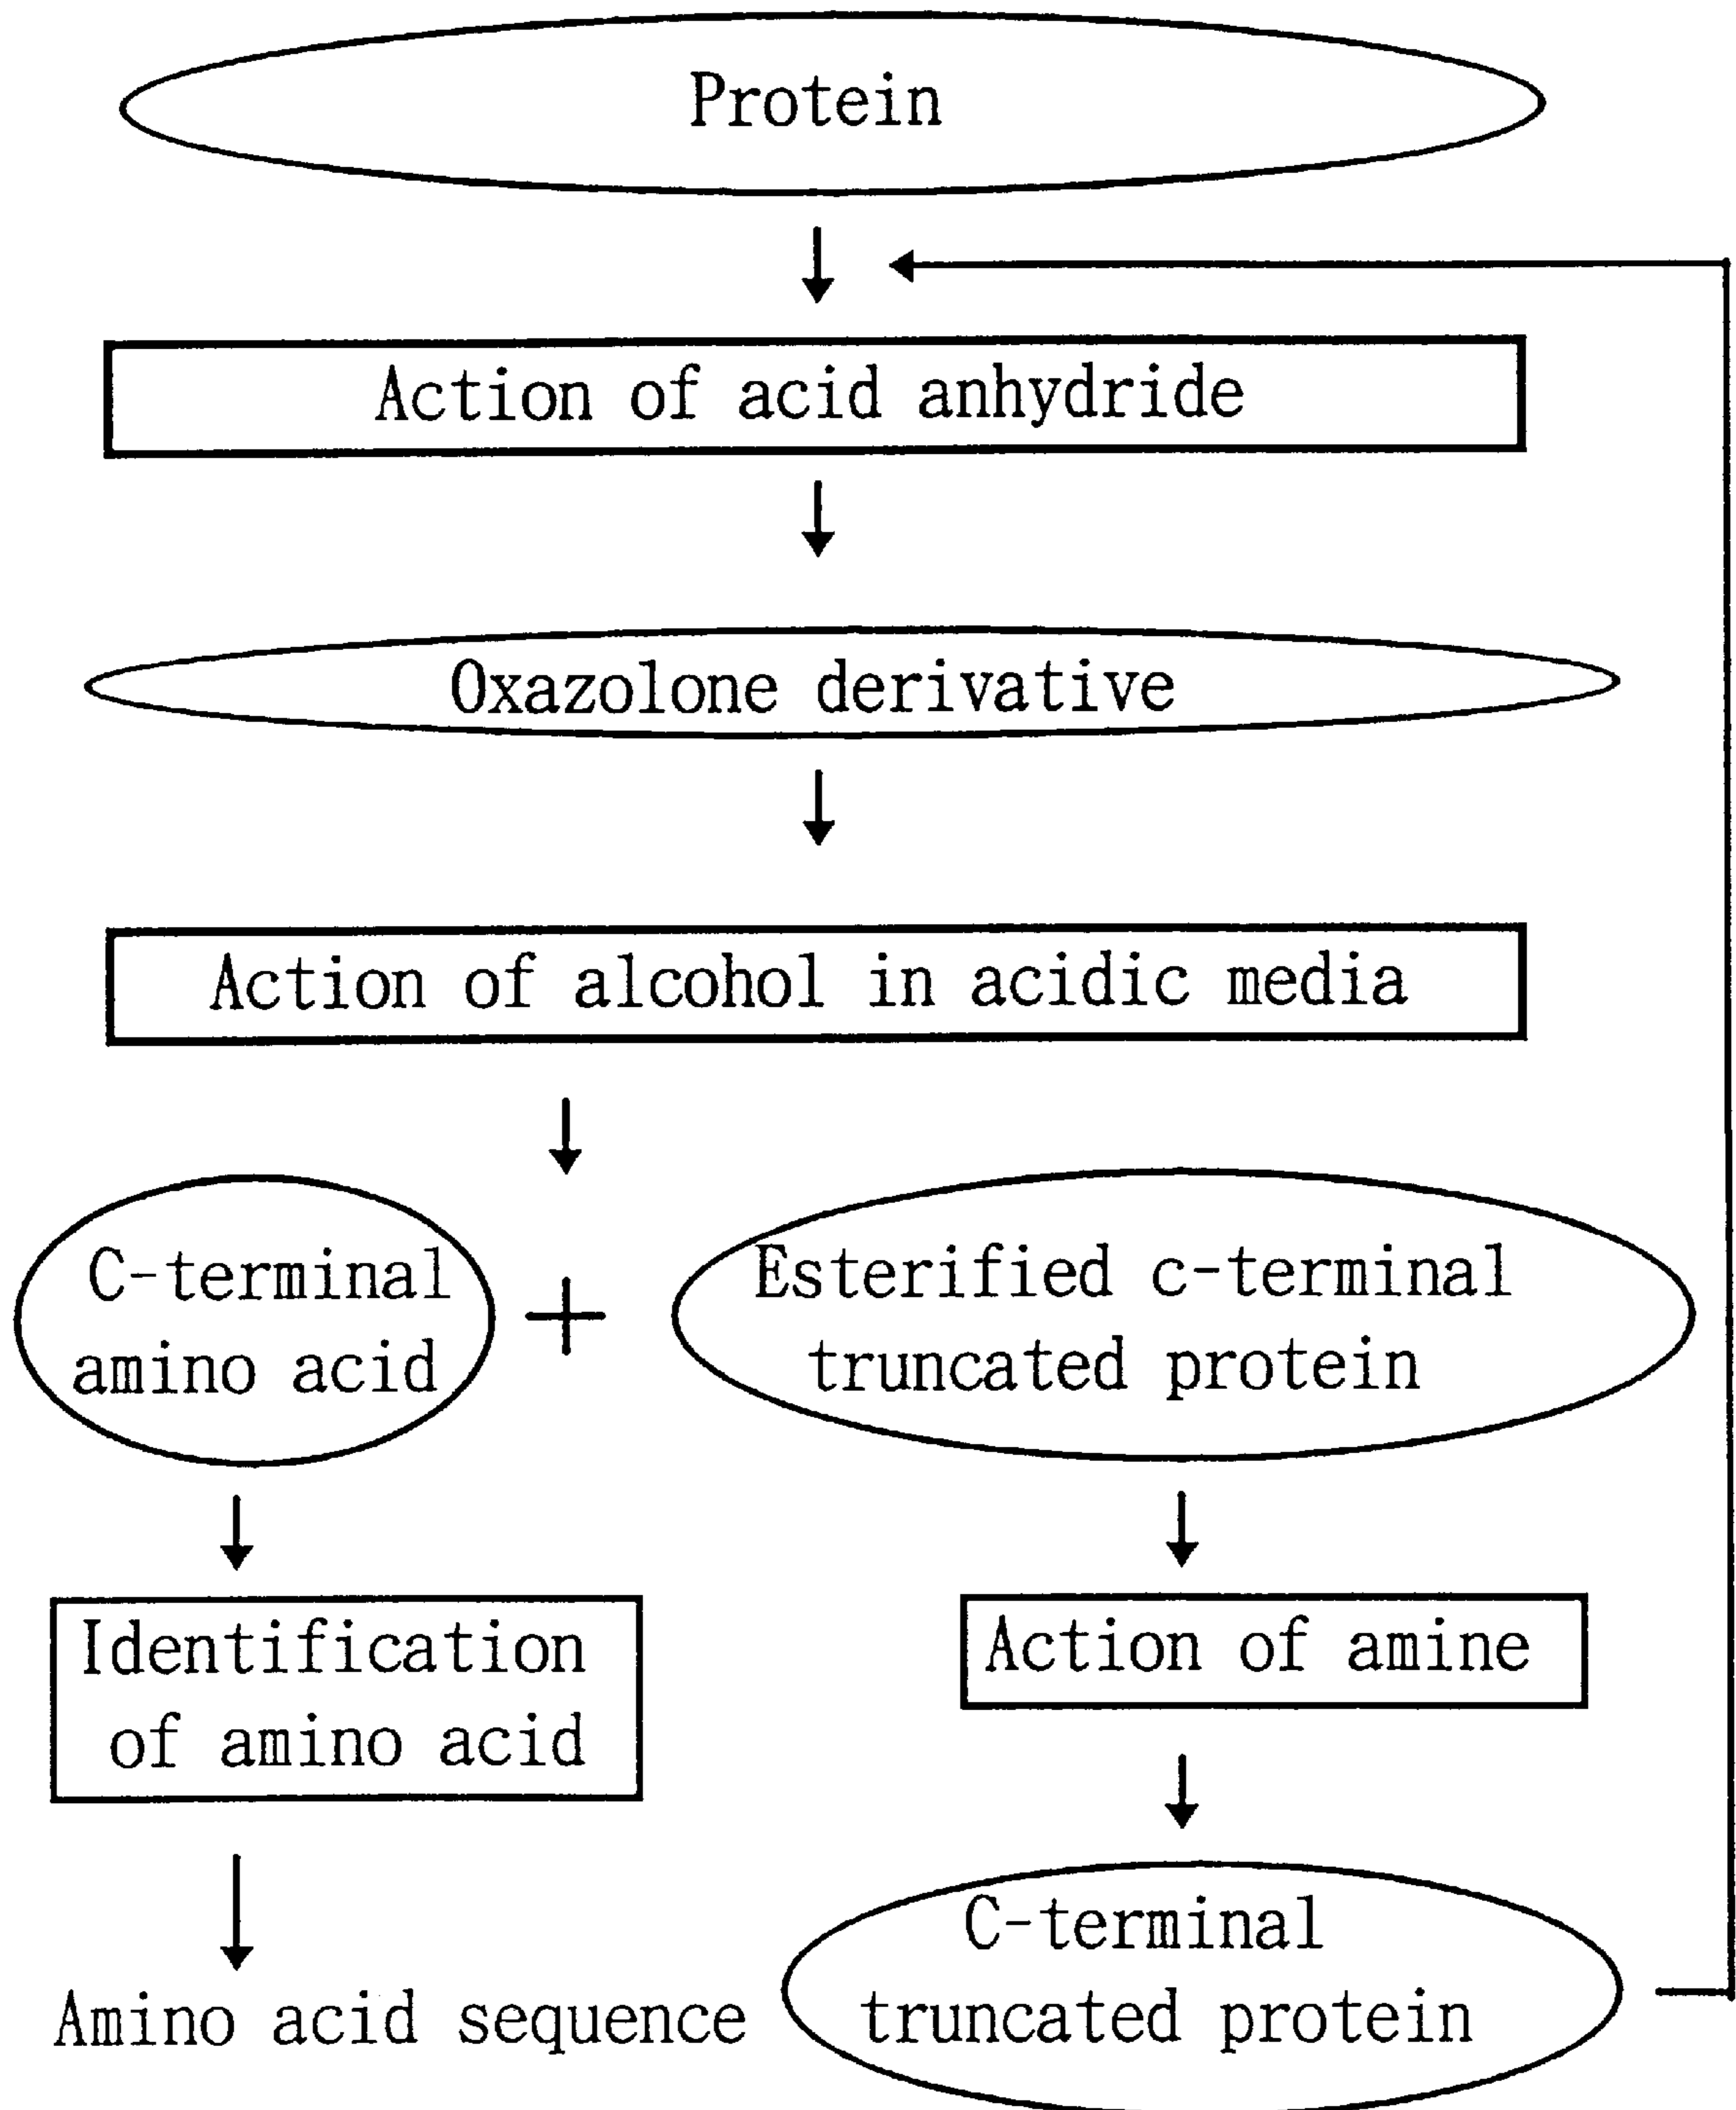 Protein
Action of acid anhydride
Oxazolone derivative
Action of alcohol in acidic media
C-terminal
amino acid
+
Esterified c-terminal
truncated protein
Identification
of amino acid
Action of amine
Amino acid sequence
C-terminal
truncated protein